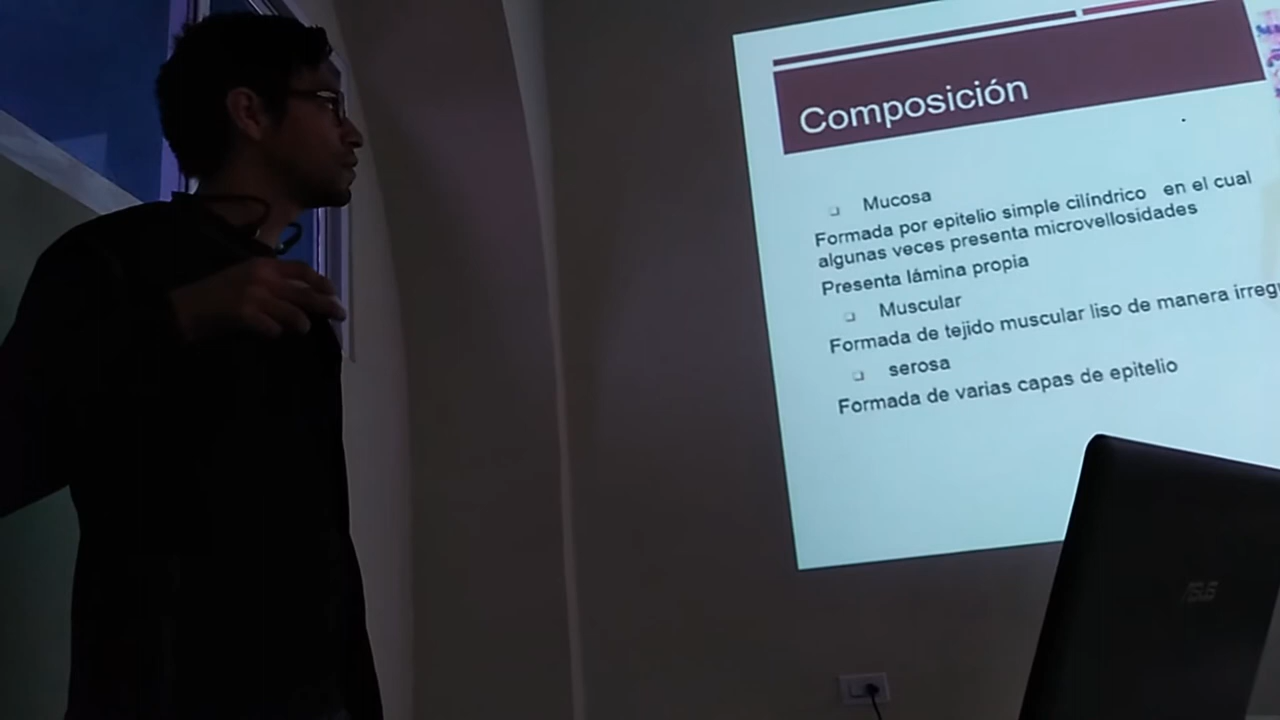 Composición
Mucosa
Formada por epitelio simple cilíndrico en el cual
algunas veces presenta microvellosidades
Presenta lámina propia
Muscular
Formada de tejido muscular liso de manera
serosa
Formada de varias capas de epitelio
ASUS